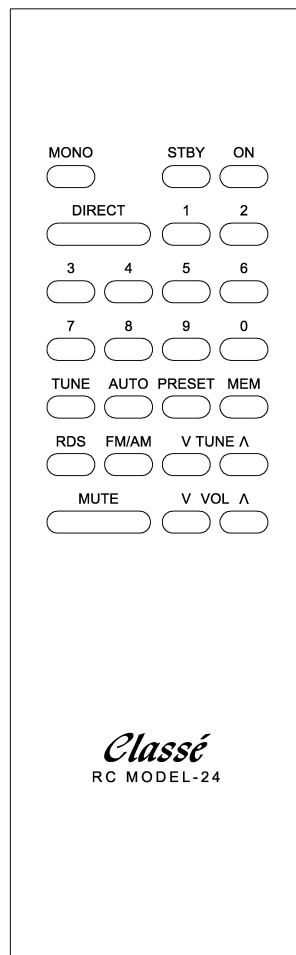 MONO STBY ON
DIRECT 1 2
3 4 5 6
7 8 9 0
TUNE AUTO PRESET MEM
RDS FM/AM V TUNE Λ
MUTE V VOL Λ
Classé
RC MODEL-24